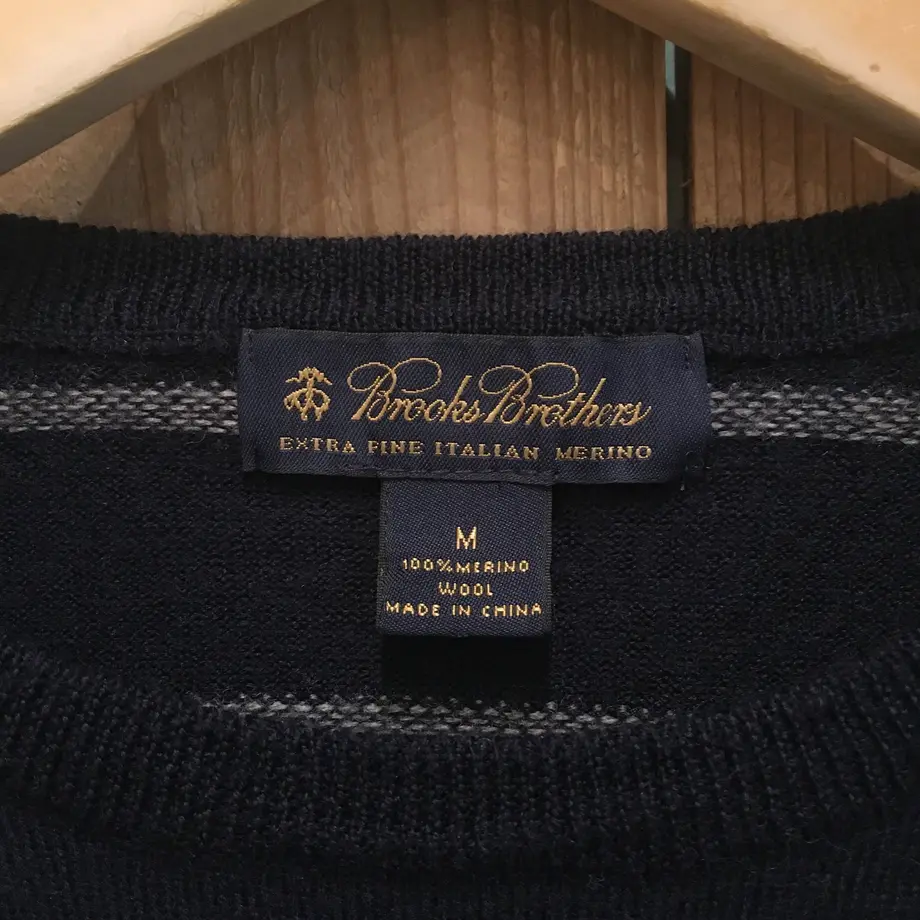 Brooks Brothers
EXTRA FINE ITALIAN MERINO
M
100% MERINO
WOOL
MADE IN CHINA